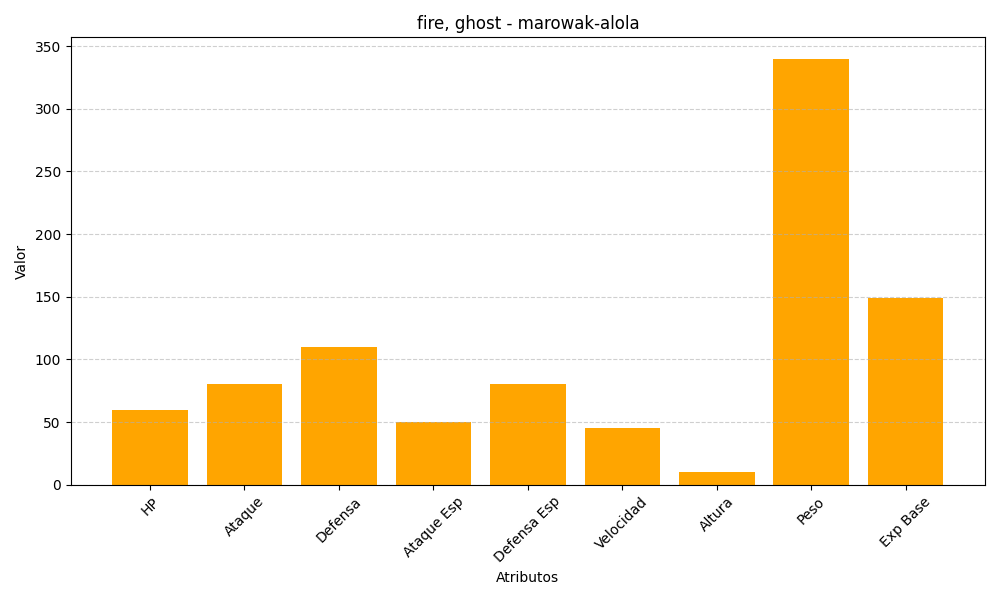 fire, ghost - marowak-alola
Valor
350
300
250
200
150
100
50
0
HP
Ataque
Defensa
Ataque Esp
Defensa Esp
Velocidad
Altura
Peso
Exp Base
Atributos